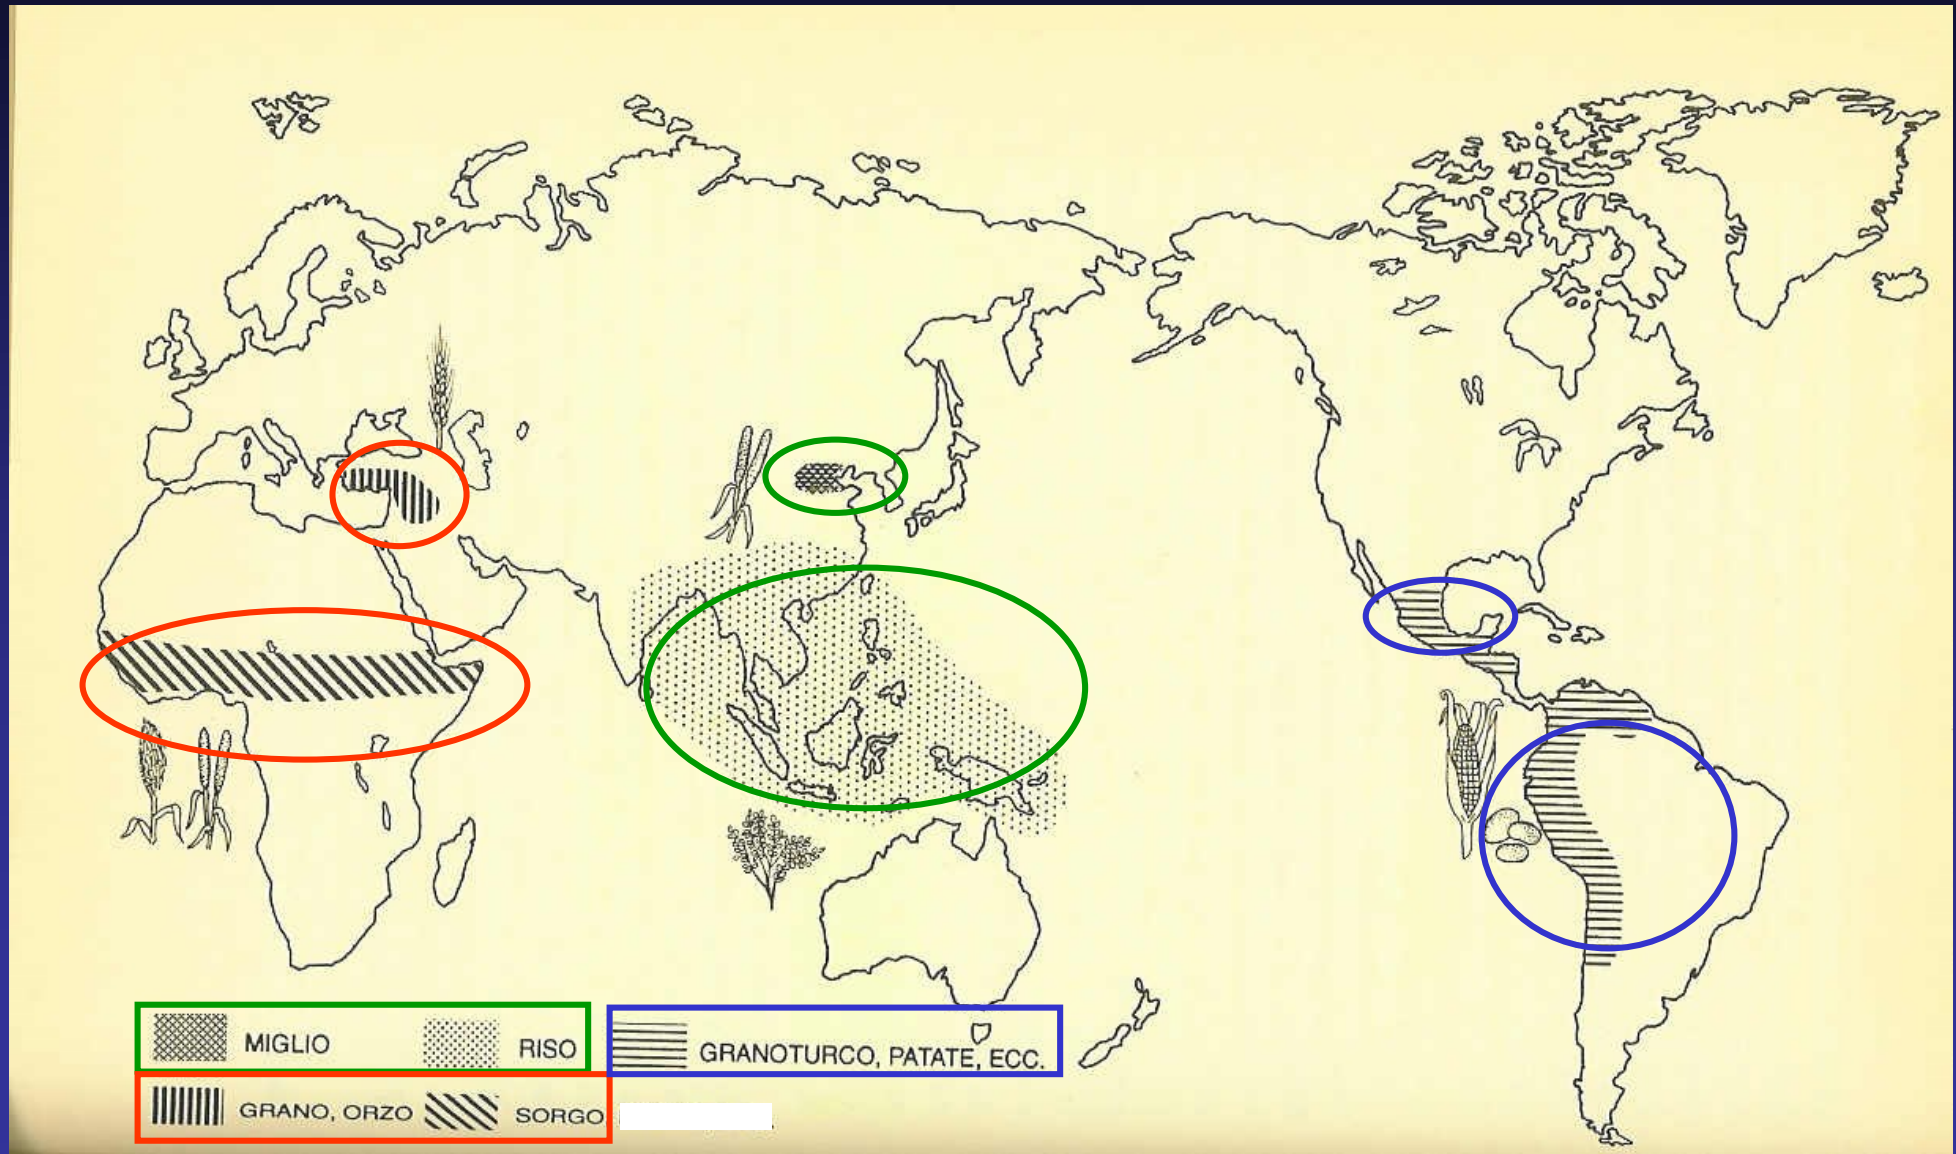 MIGLIO
RISO
GRANOTURCO, PATATE, ECC.
GRANO, ORZO
SORGO